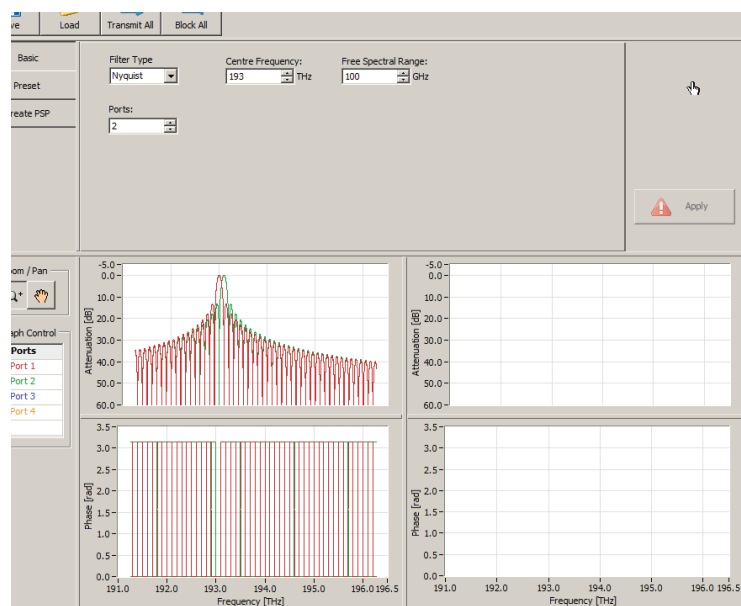 ve Load Transmit All Block All
Basic
Preset
reate PSP
Filter Type Centre Frequency: Free Spectral Range:
Nyquist 193 THz 100 GHz
Ports:
2
Apply
om / Pan
aph Control
Ports
Port 1
Port 2
Port 3
Port 4
Attenuation [dB]
-5.0
0.0
10.0
20.0
30.0
40.0
50.0
60.0
Attenuation [dB]
-5.0
0.0
10.0
20.0
30.0
40.0
50.0
60.0
Phase [rad]
3.5
3.0
2.5
2.0
1.5
1.0
0.5
0.0
191.0 192.0 193.0 194.0 195.0 196.0 196.5
Frequency [THz]
Phase [rad]
3.5
3.0
2.5
2.0
1.5
1.0
0.5
0.0
191.0 192.0 193.0 194.0 195.0 196.0 196.5
Frequency [THz]